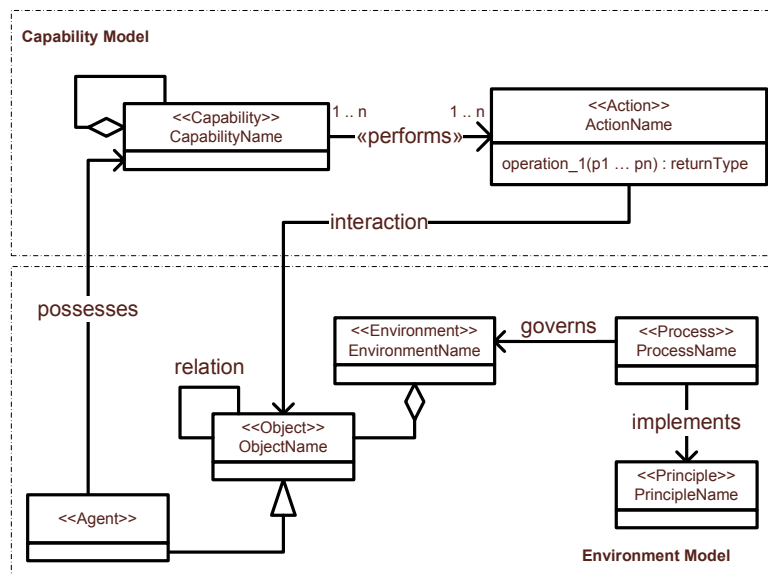 Capability Model
<<Capability>>
CapabilityName
1 .. n
«performs»
1 .. n
<<Action>>
ActionName
operation_1(p1 ... pn) : returnType
interaction
possesses
relation
<<Environment>>
EnvironmentName
governs
<<Process>>
ProcessName
<<Object>>
ObjectName
implements
<<Principle>>
PrincipleName
<<Agent>>
Environment Model